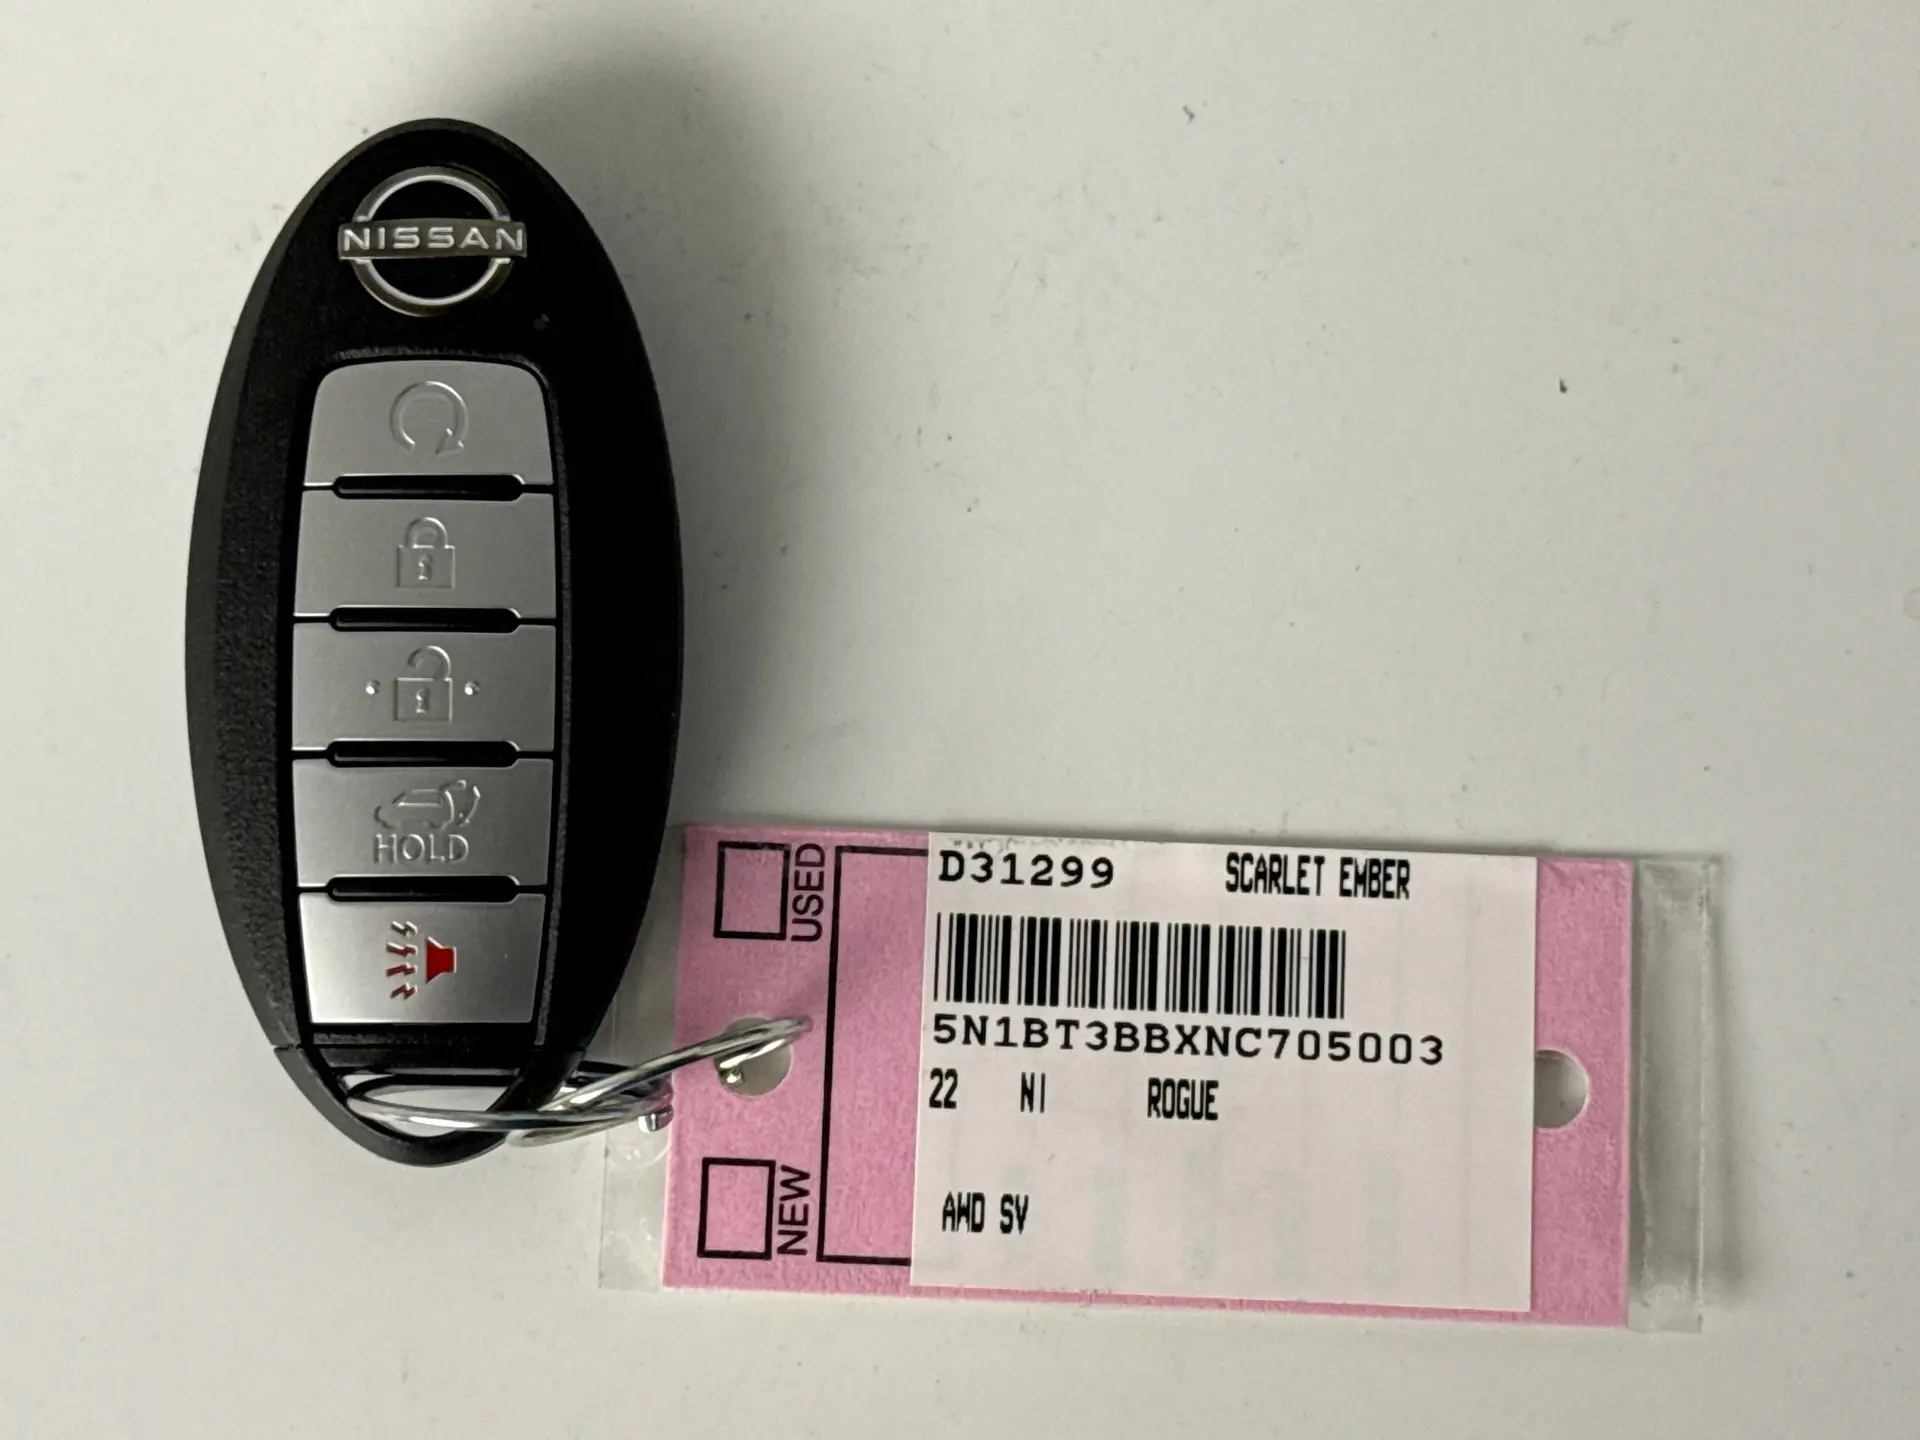 NISSAN
HOLD
USED
NEW
D31299 SCARLET EMBER
5N1BT3BBXNC705003
22 NI ROGUE
AWD SV